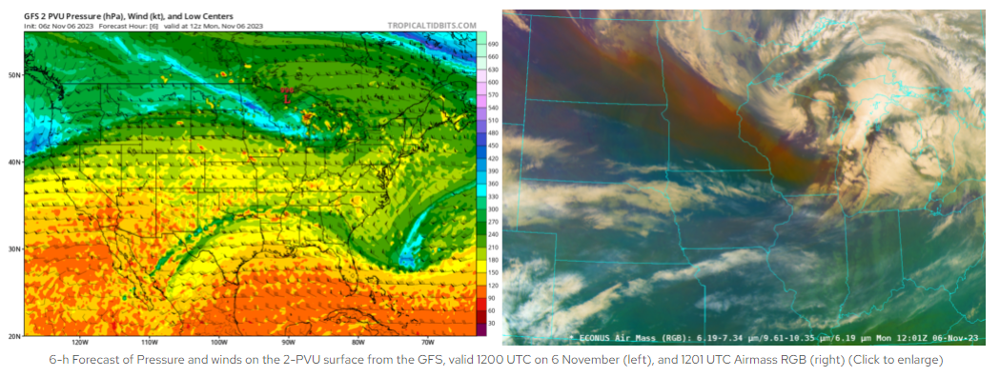 GFS 2 PVU Pressure (hPa), Wind (kt), and Low Centers
Init: 06z Nov 06 2023 Forecast Hour: [6] valid at 12z Mon, Nov 06 2023
TROPICALTIDBITS.COM
50N
40N
30N
20N
120W
110W
100W
90W
80W
70W
690
660
630
600
570
540
510
480
450
420
390
360
330
300
270
240
210
180
150
120
90
60
30
L
ECONUS Air Mass (RGB): 6.19-7.34 µm/9.61-10.35 µm/6.19 µm Mon 12:01Z 06-Nov-23
6-h Forecast of Pressure and winds on the 2-PVU surface from the GFS, valid 1200 UTC on 6 November (left), and 1201 UTC Airmass RGB (right) (Click to enlarge)